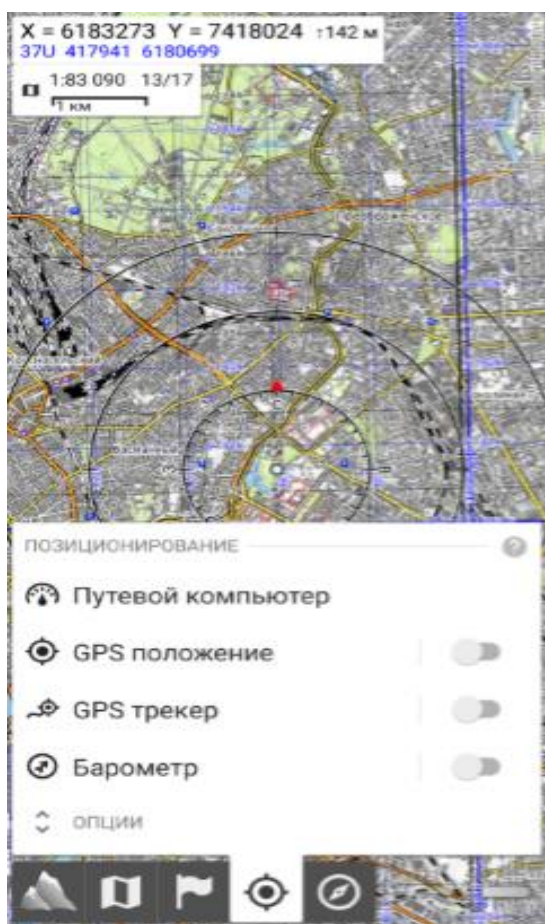 X = 6183273 Y = 7418024 ↑142 м
37U 417941 6180699
1:83 090 13/17
1 км
ПОЗИЦИОНИРОВАНИЕ
Путевой компьютер
GPS положение
GPS трекер
Барометр
ОПЦИИ